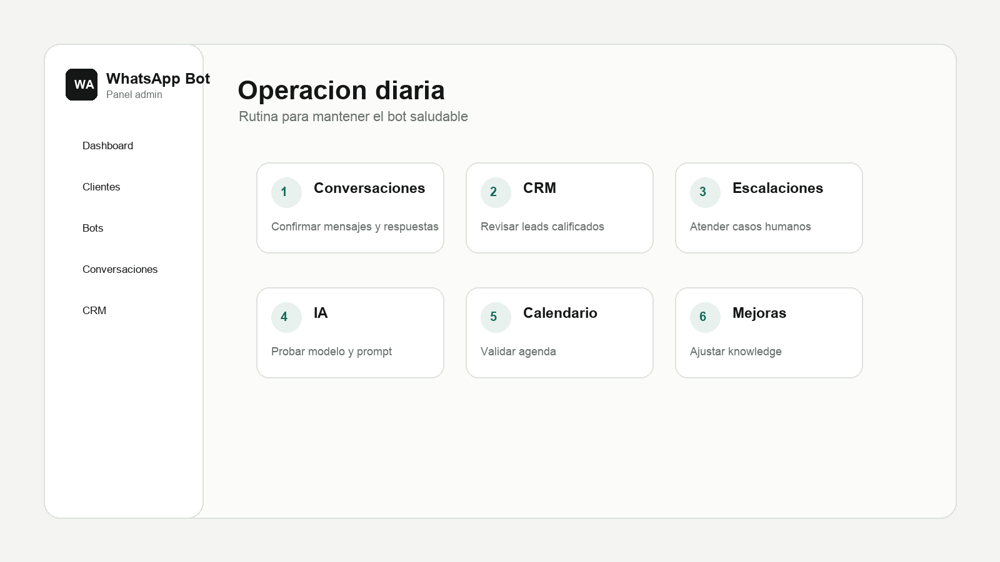 WA
WhatsApp Bot
Panel admin
Dashboard
Clientes
Bots
Conversaciones
CRM
Operacion diaria
Rutina para mantener el bot saludable
1
Conversaciones
Confirmar mensajes y respuestas
2
CRM
Revisar leads calificados
3
Escalaciones
Atender casos humanos
4
IA
Probar modelo y prompt
5
Calendario
Validar agenda
6
Mejoras
Ajustar knowledge